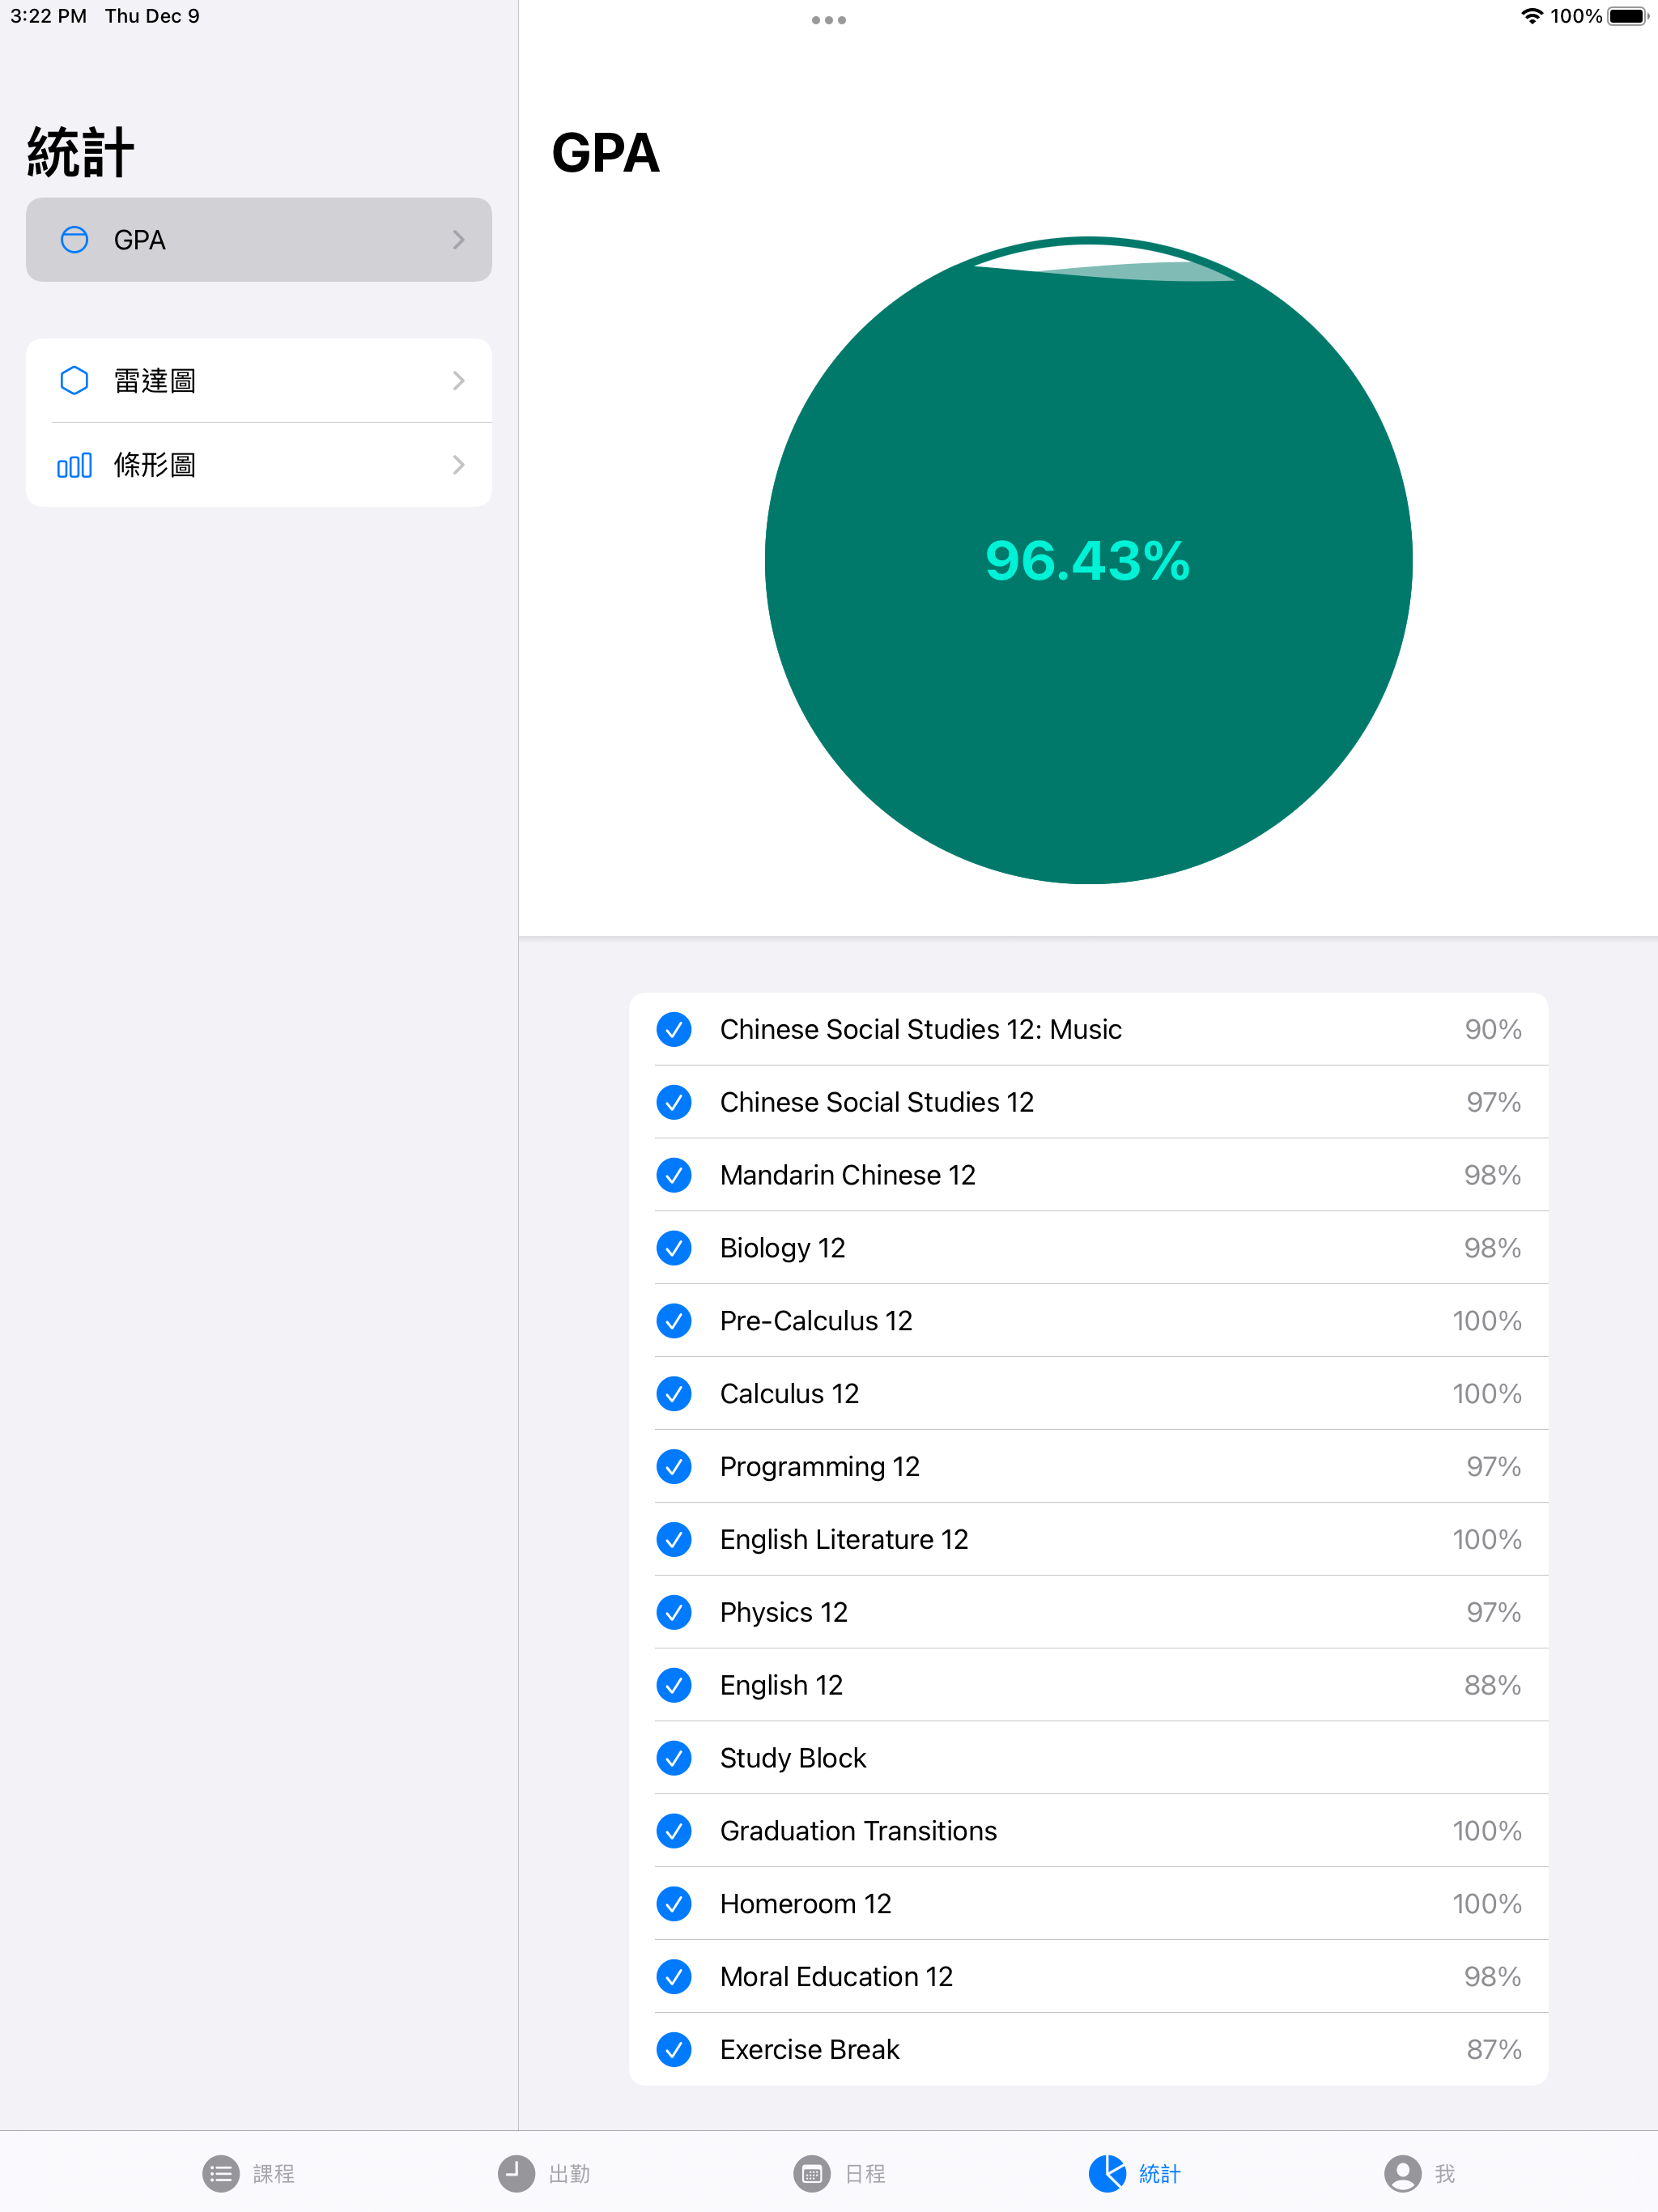 3:22 PM Thu Dec 9
100%
統計
GPA
雷達圖
條形圖
GPA
96.43%
Chinese Social Studies 12: Music 90%
Chinese Social Studies 12 97%
Mandarin Chinese 12 98%
Biology 12 98%
Pre-Calculus 12 100%
Calculus 12 100%
Programming 12 97%
English Literature 12 100%
Physics 12 97%
English 12 88%
Study Block
Graduation Transitions 100%
Homeroom 12 100%
Moral Education 12 98%
Exercise Break 87%
課程 出勤 日程 統計 我